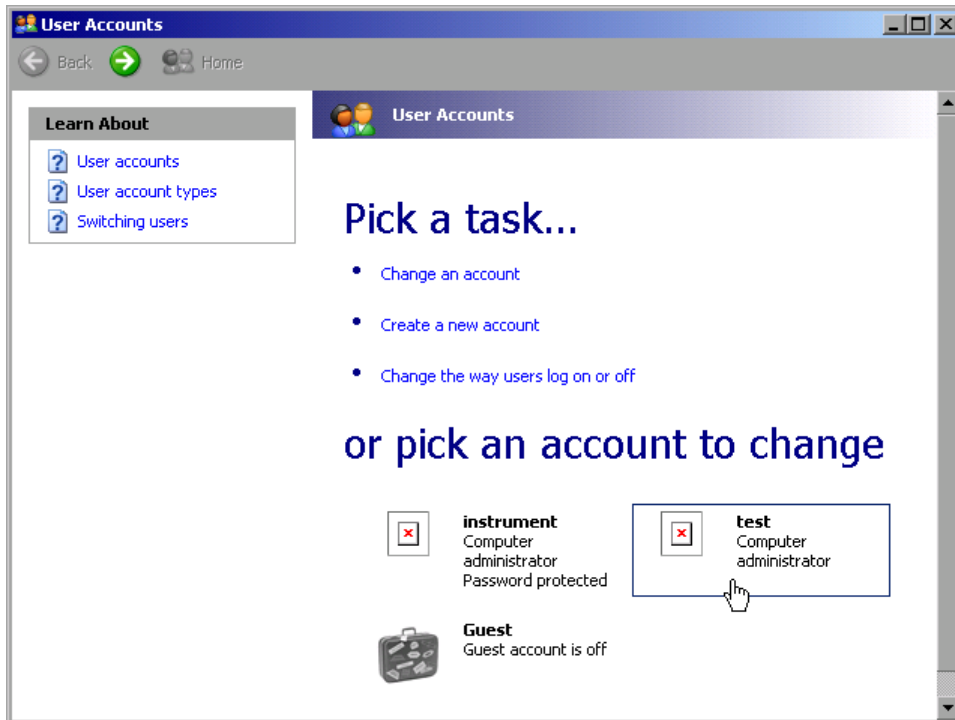 User Accounts
Back
Home
Learn About
User accounts
User account types
Switching users
User Accounts
Pick a task...
Change an account
Create a new account
Change the way users log on or off
or pick an account to change
instrument
Computer
administrator
Password protected
test
Computer
administrator
Guest
Guest account is off